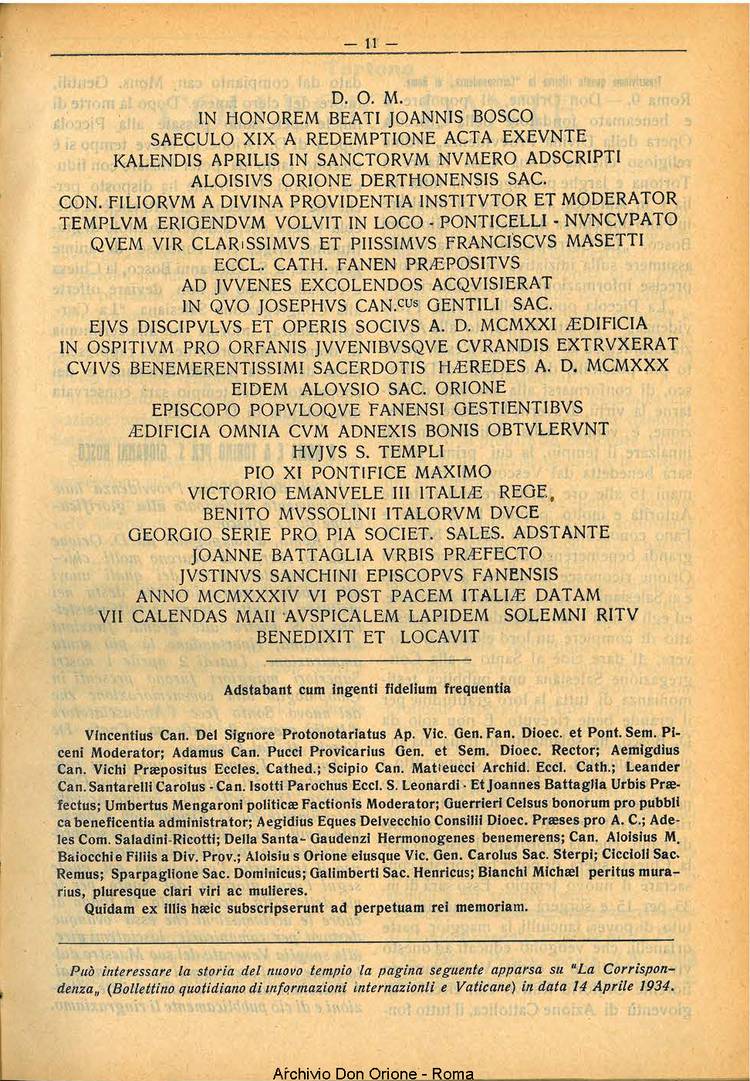 — 11 —
D. O. M.
IN HONOREM BEATI JOANNIS BOSCO
SAECULO XIX A REDEMPTIONE ACTA EXEVNTE
KALENDIS APRILIS IN SANCTORVM NVMERO ADSCRIPTI
ALOISIVS ORIONE DERTHONENSIS SAC.
CON. FILIORVM A DIVINA PROVIDENTIA INSTITVTOR ET MODERATOR
TEMPLVM ERIGENDVM VOLVIT IN LOCO - PONTICELLI - NVNCVPATO
QVEM VIR CLARISSIMVS ET PIISSIMVS FRANCISCVS MASETTI
ECCL. CATH. FANEN PRÆPOSITVS
AD JVVENES EXCOLENDOS ACQVISIERAT
IN QVO JOSEPHVS CAN.cus GENTILI SAC.
EJVS DISCIPVLVS ET OPERIS SOCIVS A. D. MCMXXI ÆDIFICIA
IN OSPITIVM PRO ORFANIS JVVENIBVSQVE CVRANDIS EXTRVXERAT
CVIVS BENEMERENTISSIMI SACERDOTIS HÆREDES A. D. MCMXXX
EIDEM ALOYSIO SAC. ORIONE
EPISCOPO POPVLOQVE FANENSI GESTIENTIBVS
ÆDIFICIA OMNIA CVM ADNEXIS BONIS OBTVLERVNT
HVJVS S. TEMPLI
PIO XI PONTIFICE MAXIMO
VICTORIO EMANVELE III ITALIÆ REGE,
BENITO MVSSOLINI ITALORVM DVCE
GEORGIO SERIE PRO PIA SOCIET. SALES. ADSTANTE
JOANNE BATTAGLIA VRBIS PRÆFECTO
JVSTINVS SANCHINI EPISCOPVS FANENSIS
ANNO MCMXXXIV VI POST PACEM ITALIÆ DATAM
VII CALENDAS MAII AVSPICALEM LAPIDEM SOLEMNI RITV
BENEDIXIT ET LOCAVIT
Adstabant cum ingenti fidelium frequentia
Vincentius Can. Del Signore Protonotariatus Ap. Vic. Gen. Fan. Dioec. et Pont. Sem. Pi-
ceni Moderator; Adamus Can. Pucci Provicarius Gen. et Sem. Dioec. Rector; Aemigdius
Can. Vichi Præpositus Eccles. Cathed.; Scipio Can. Matteucci Archid. Eccl. Cath.; Leander
Can. Santarelli Carolus - Can. Isotti Parochus Eccl. S. Leonardi - Et Joannes Battaglia Urbis Præ-
fectus; Umbertus Mengaroni politicæ Factionis Moderator; Guerrieri Celsus bonorum pro pubbli
ca beneficentia administrator; Aegidius Eques Delvecchio Consilii Dioec. Præses pro A. C.; Ade-
les Com. Saladini-Ricotti; Della Santa - Gaudenzi Hermonogenes benemerens; Can. Aloisius M.
Baiocchi e Filiis a Div. Prov.; Aloisiu s Orione eiusque Vic. Gen. Carolus Sac. Sterpi; Ciccioli Sac.
Remus; Sparpaglione Sac. Dominicus; Galimberti Sac. Henricus; Bianchi Michæl peritus mura-
rius, pluresque clari viri ac mulieres.
Quidam ex illis hæic subscripserunt ad perpetuam rei memoriam.
Può interessare la storia del nuovo tempio la pagina seguente apparsa su "La Corrispon-
denza„ (Bollettino quotidiano di informazioni internazionli e Vaticane) in data 14 Aprile 1934.
Archivio Don Orione - Roma